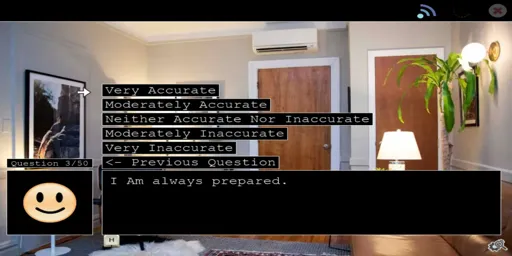 Very Accurate
Moderately Accurate
Neither Accurate Nor Inaccurate
Moderately Inaccurate
Very Inaccurate
<- Previous Question
Question 3/50
I Am always prepared.
H